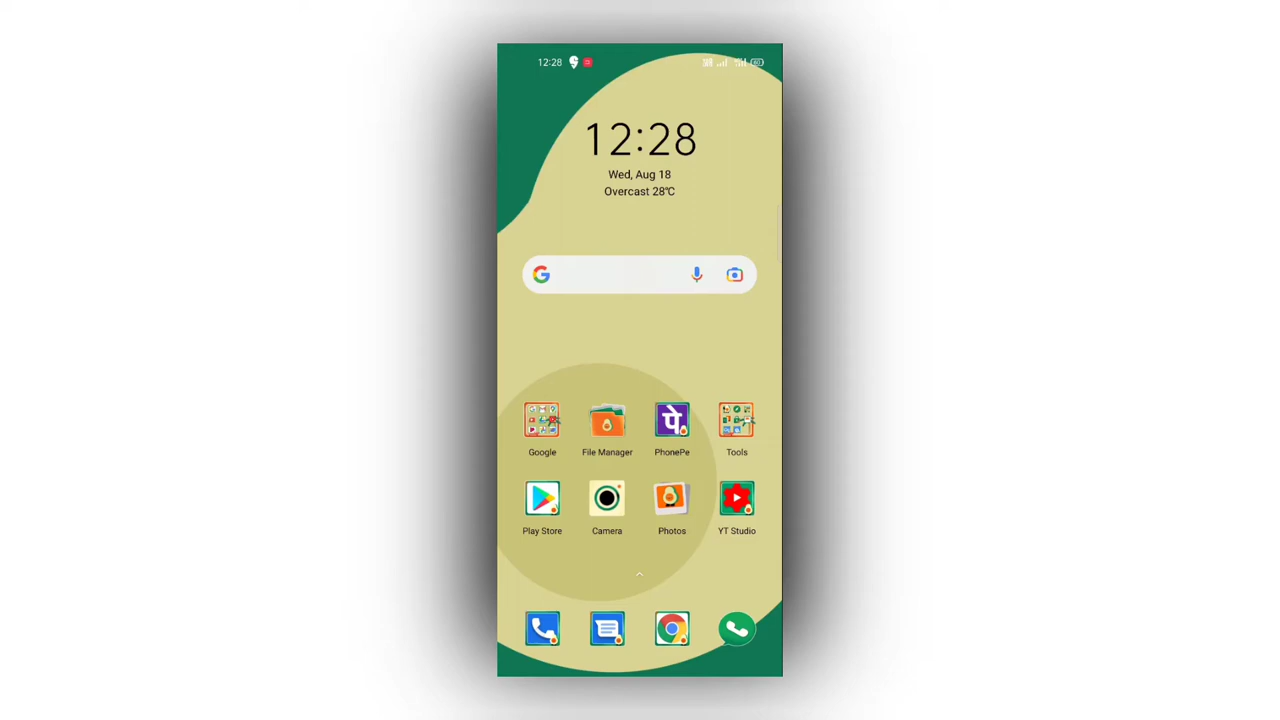 12:28
12:28
Wed, Aug 18
Overcast 28°C
Google
File Manager
पे PhonePe
Tools
Play Store
Camera
Photos
YT Studio